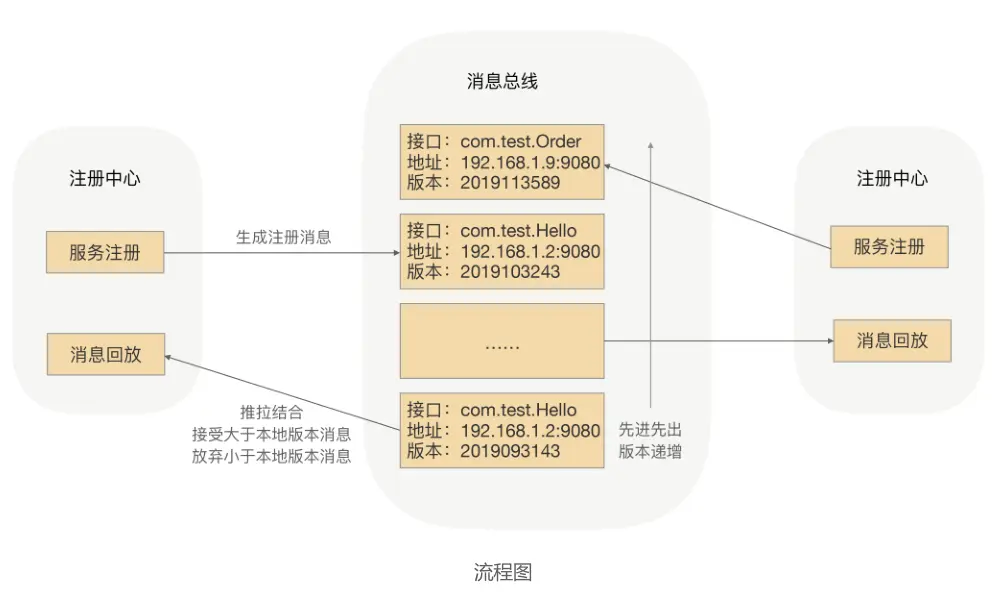 消息总线
接口：com.test.Order
地址：192.168.1.9:9080
版本：2019113589
注册中心
服务注册
消息回放
生成注册消息
接口：com.test.Hello
地址：192.168.1.2:9080
版本：2019103243
……
接口：com.test.Hello
地址：192.168.1.2:9080
版本：2019093143
推拉结合
接受大于本地版本消息
放弃小于本地版本消息
先进先出
版本递增
注册中心
服务注册
消息回放
流程图